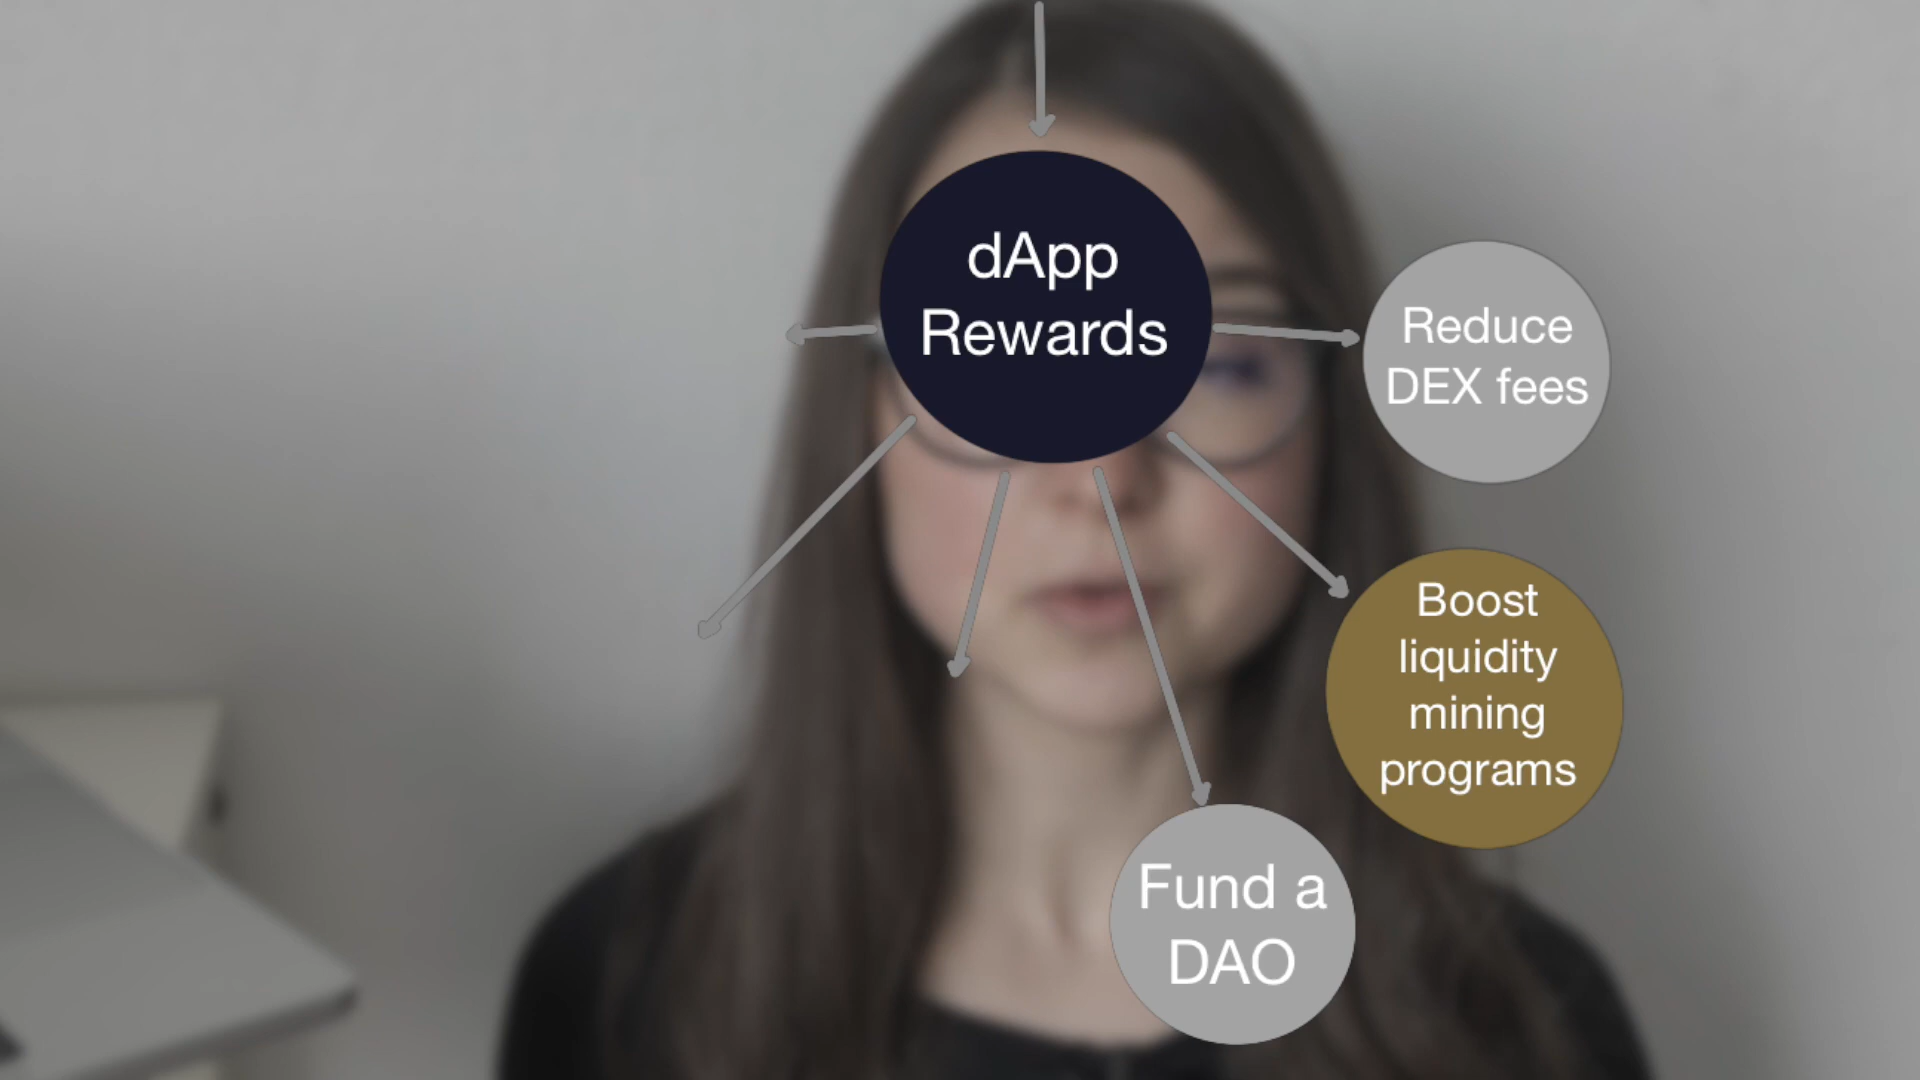 dApp
Rewards
Reduce
DEX fees
Boost
liquidity
mining
programs
Fund a
DAO